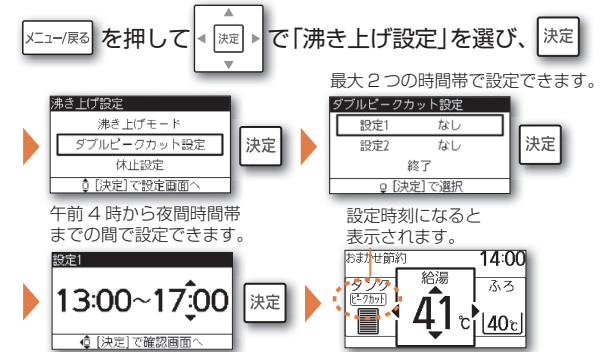 メニュー/戻る を押して 決定 で「沸き上げ設定」を選び、 決定
最大2つの時間帯で設定できます。
沸き上げ設定
沸き上げモード
ダブルピークカット設定
休止設定
[決定]で設定画面へ
決定
ダブルピークカット設定
設定1 なし
設定2 なし
終了
[決定]で選択
決定
午前4時から夜間時間帯
までの間で設定できます。
設定1
13:00~17:00
[決定]で確認画面へ
決定
設定時刻になると
表示されます。
おまかせ節約 14:00
タンク 給湯 ふろ
ピークカット
41℃ 40℃